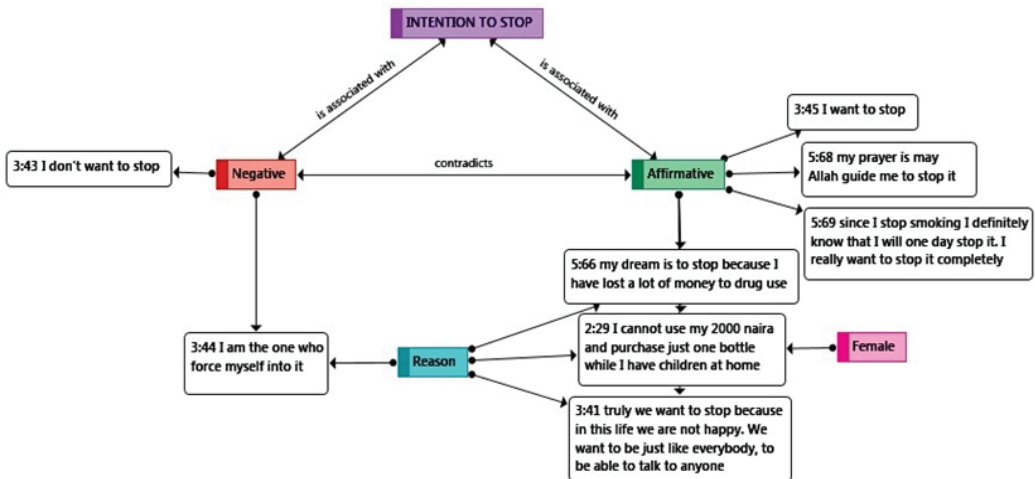 INTENTION TO STOP
is associated with
is associated with
3:45 I want to stop
3:43 I don't want to stop
Negative
contradicts
Affirmative
5:68 my prayer is may
Allah guide me to stop it
5:69 since I stop smoking I definitely
know that I will one day stop it. I
really want to stop it completely
5:66 my dream is to stop because I
have lost a lot of money to drug use
3:44 I am the one who
force myself into it
Reason
2:29 I cannot use my 2000 naira
and purchase just one bottle
while I have children at home
Female
3:41 truly we want to stop because
in this life we are not happy. We
want to be just like everybody, to
be able to talk to anyone